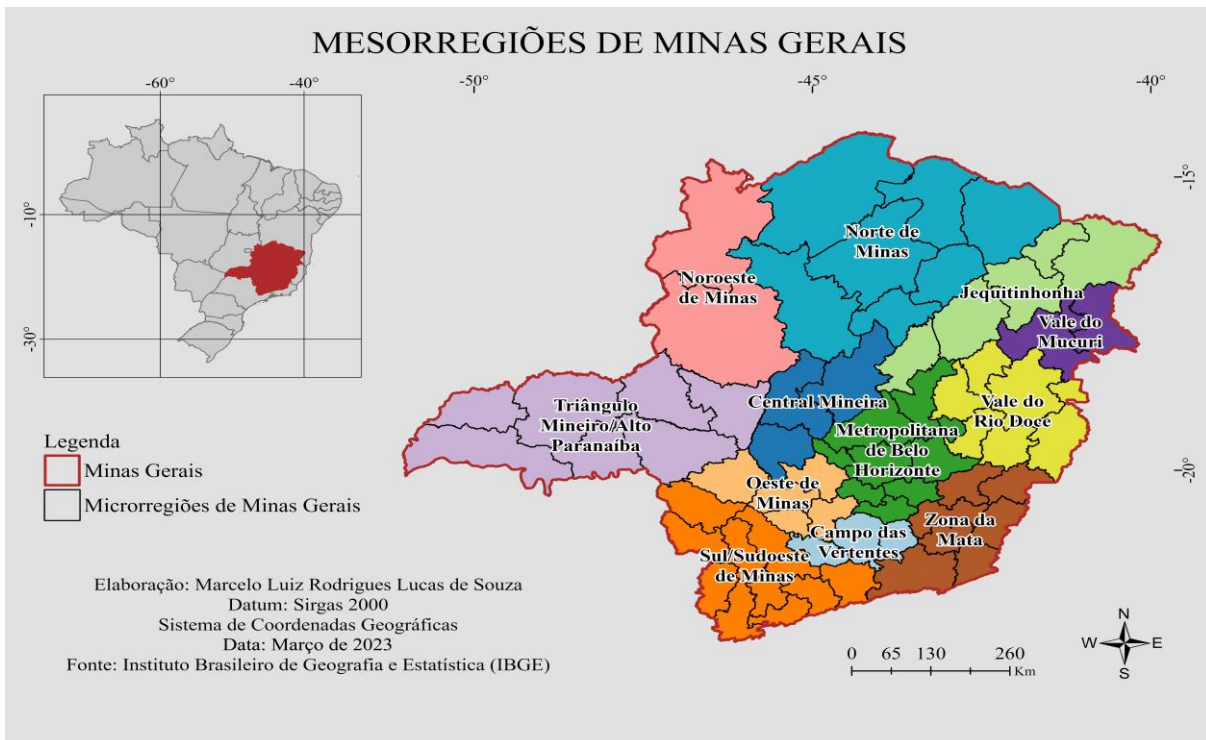 MESORREGIÕES DE MINAS GERAIS
-60°
-40°
-10°
-30°
-50°
-45°
-40°
-15°
-20°
Norte de
Minas
Noroeste
de Minas
Jequitinhonha
Vale do
Mucuri
Central Mineira
Vale do
Rio Doce
Triângulo
Mineiro/Alto
Paranaíba
Metropolitana
de Belo
Horizonte
Oeste de
Minas
Campo das
Vertentes
Zona da
Mata
Sul/Sudoeste
de Minas
Legenda
Minas Gerais
Microrregiões de Minas Gerais
Elaboração: Marcelo Luiz Rodrigues Lucas de Souza
Datum: Sirgas 2000
Sistema de Coordenadas Geográficas
Data: Março de 2023
Fonte: Instituto Brasileiro de Geografia e Estatística (IBGE)
0 65 130 260
Km
N
W E
S